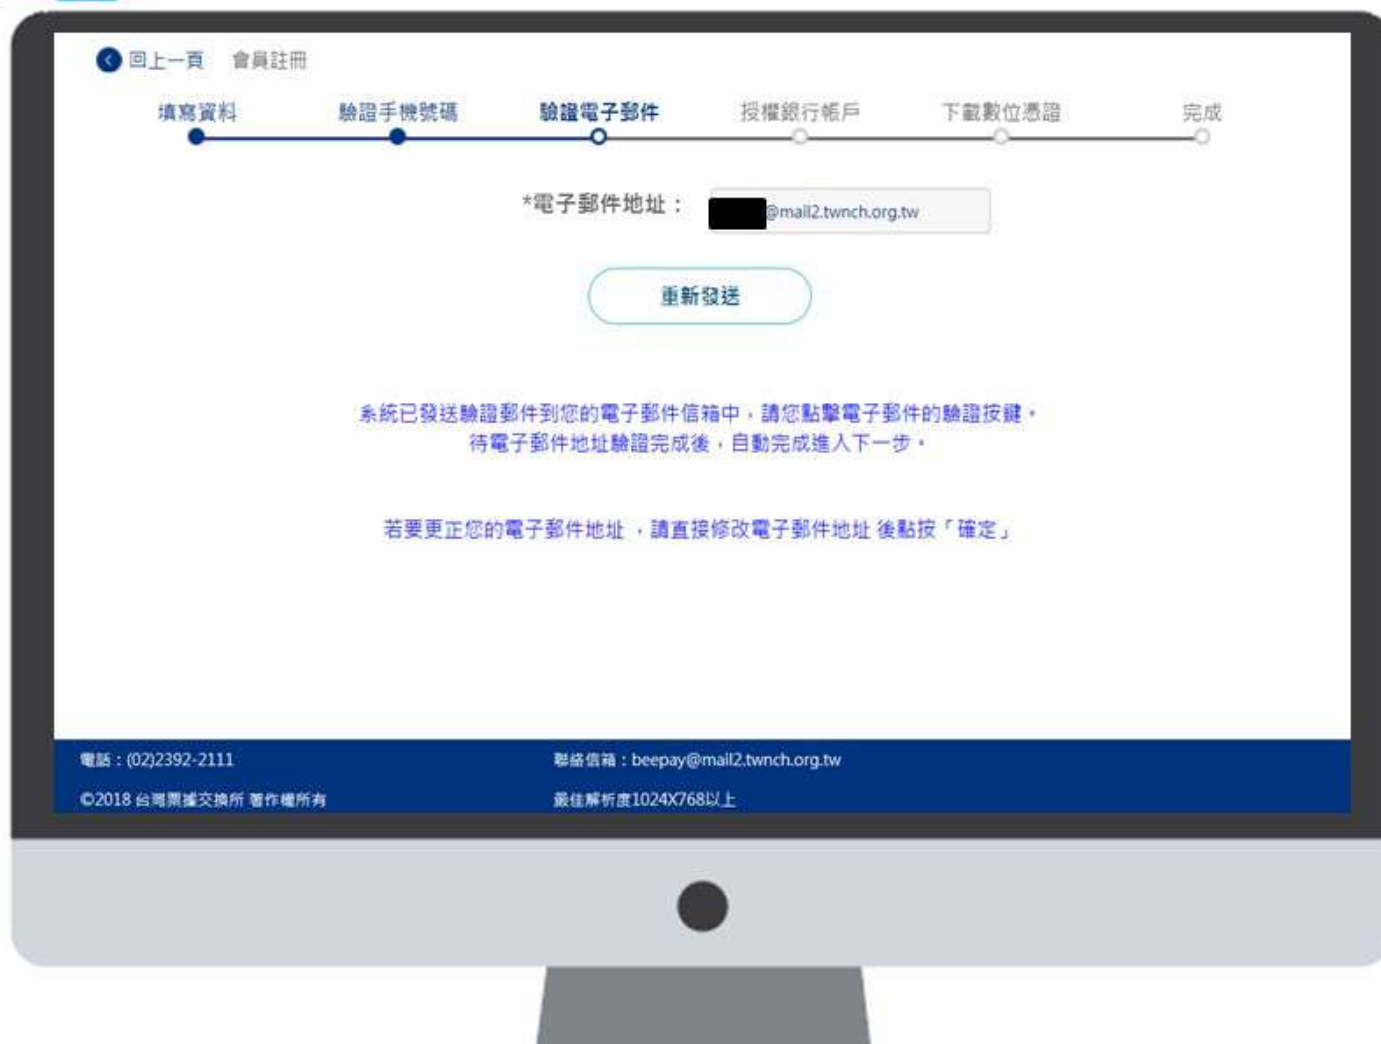 回上一頁 會員註冊
填寫資料 驗證手機號碼 驗證電子郵件 授權銀行帳戶 下載數位憑證 完成
*電子郵件地址：
@mail2.twnch.org.tw
重新發送
系統已發送驗證郵件到您的電子郵件信箱中，請您點擊電子郵件的驗證按鍵。
待電子郵件地址驗證完成後，自動完成進入下一步。
若要更正您的電子郵件地址 ，請直接修改電子郵件地址 後點按「確定」
電話：(02)2392-2111 聯絡信箱：beepay@mail2.twnch.org.tw
©2018 台灣票據交換所 著作權所有 最佳解析度1024X768以上